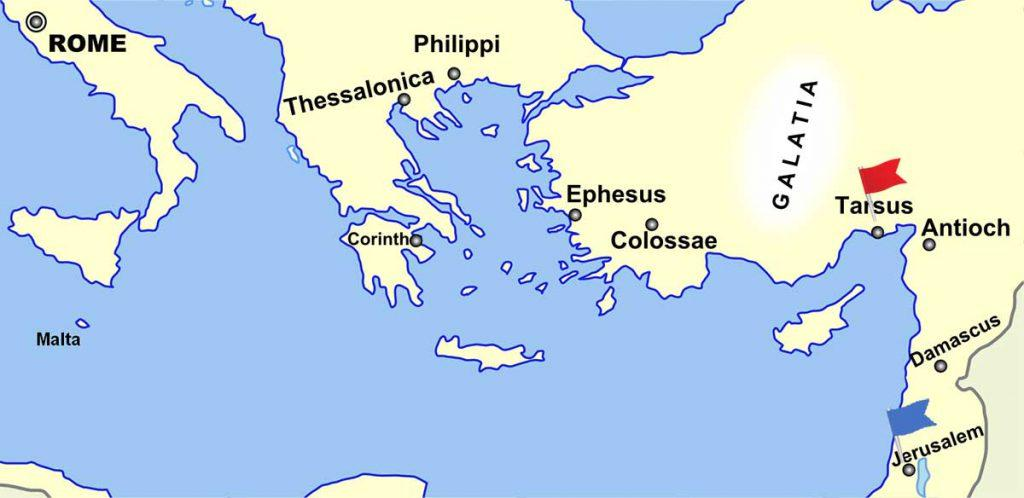 ROME
Philippi
Thessalonica
GALATIA
Ephesus
Tarsus
Antioch
Corinth
Colossae
Malta
Damascus
Jerusalem